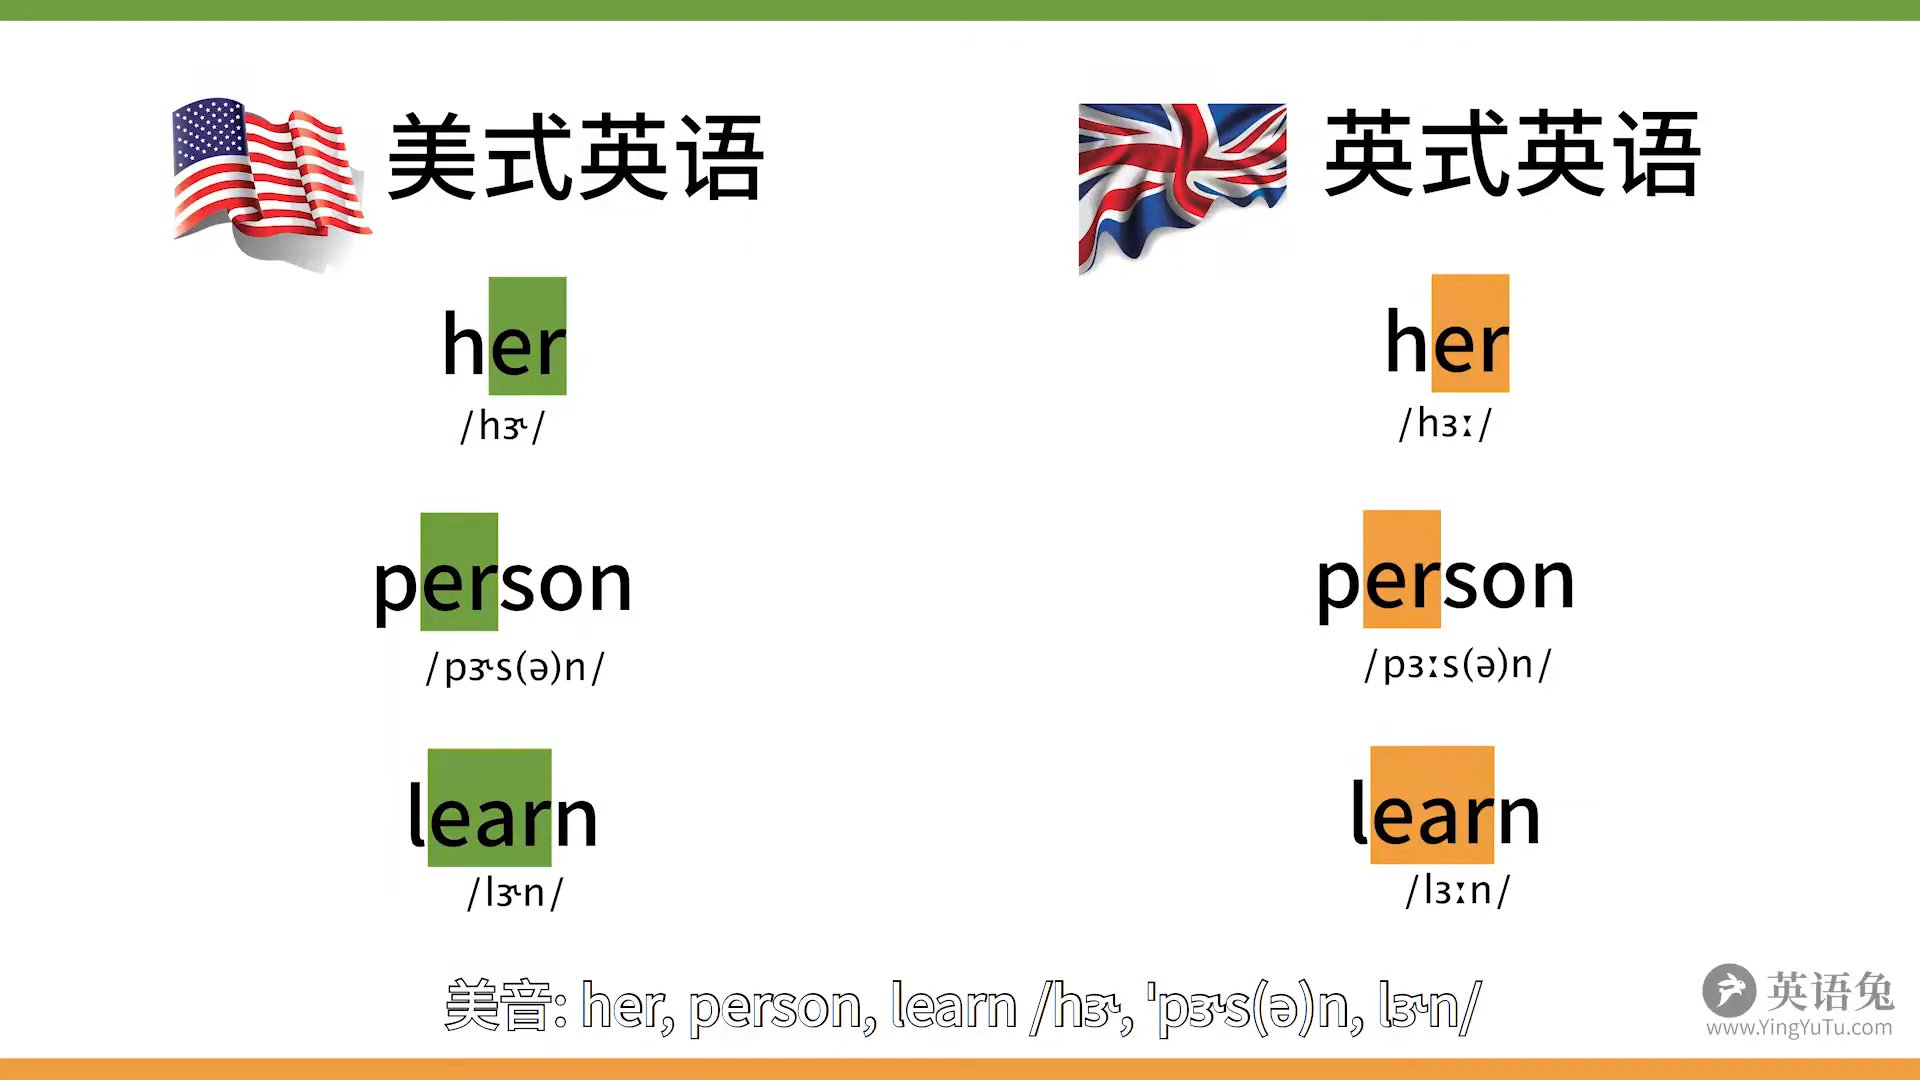 美式英语
英式英语
her
her
/hɝ/
/hɜː/
person
person
/pɝs(ə)n/
/pɜːs(ə)n/
learn
learn
/lɝn/
/lɜːn/
美音: her, person, learn /hɝ, 'pɝs(ə)n, lɝn/
英语兔
www.YingYuTu.com